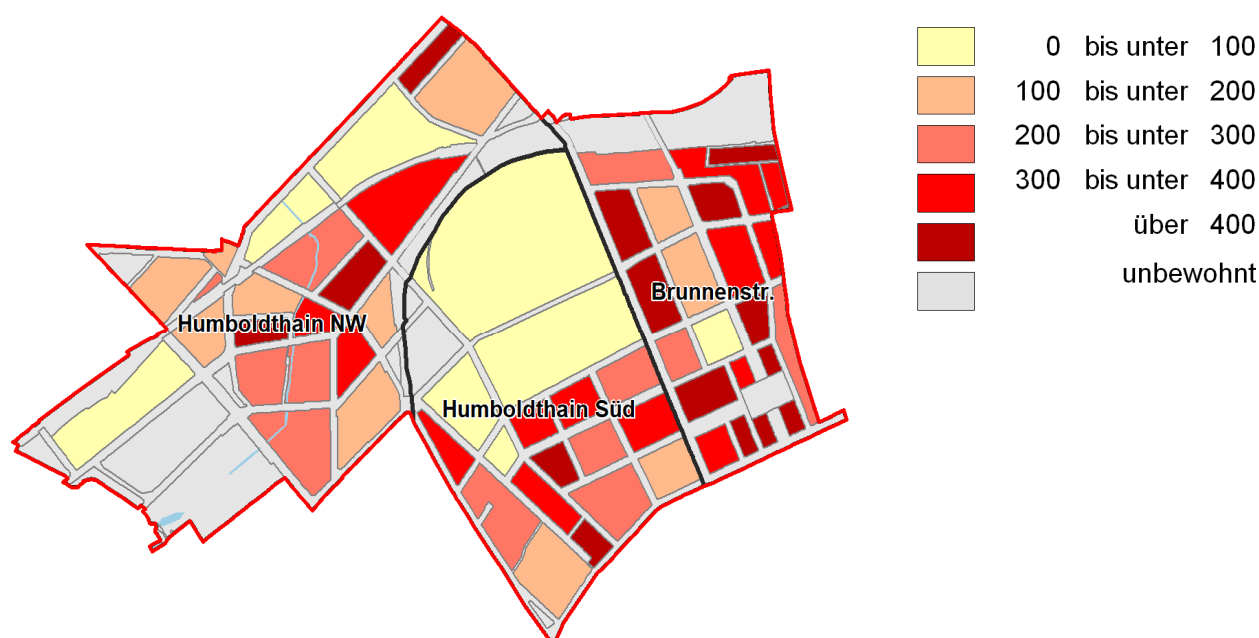 0 bis unter 100
100 bis unter 200
200 bis unter 300
300 bis unter 400
über 400
unbewohnt
Brunnenstr.
Humboldthain NW
Humboldthain Süd